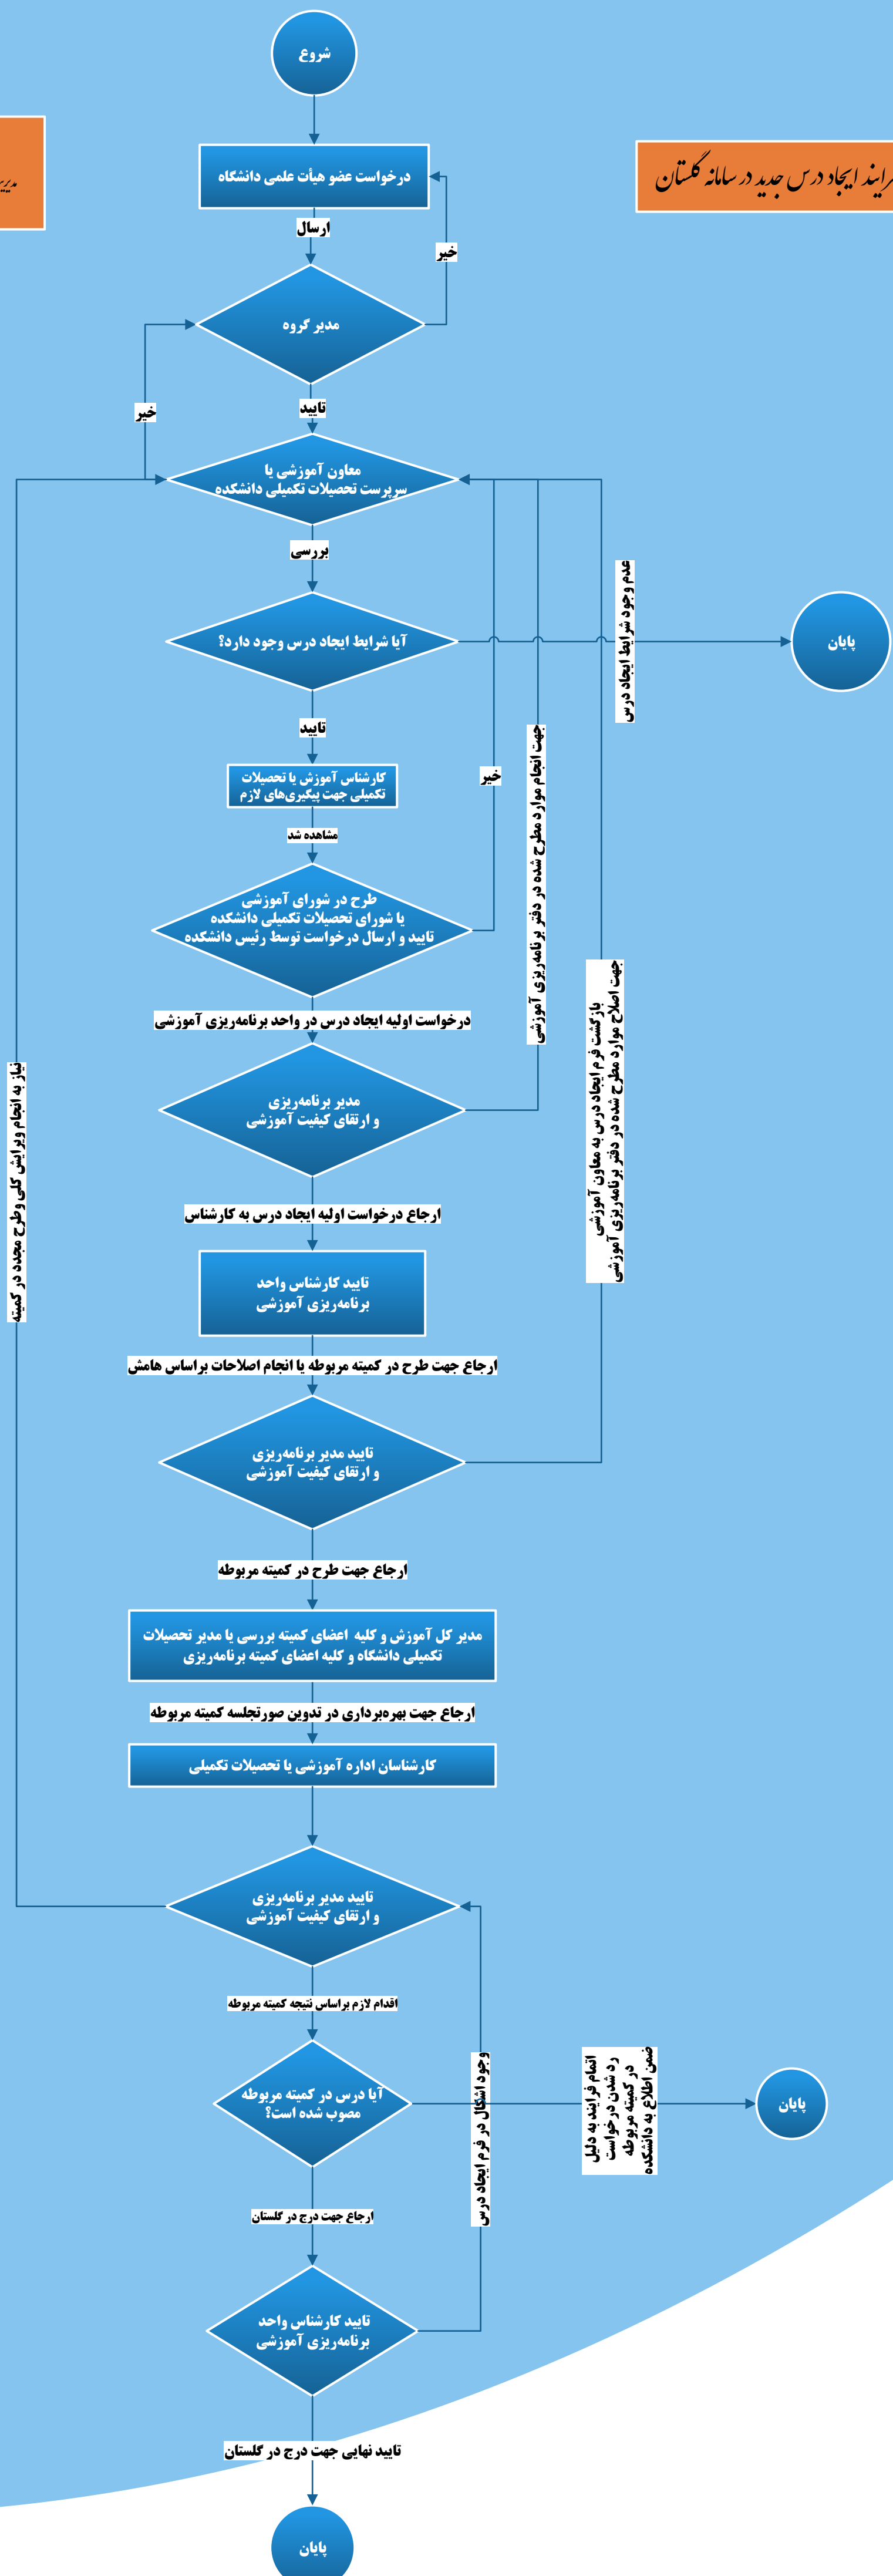 شروع
ایجاد درس جدید در سامانه گلستان
درخواست عضو هیأت علمی دانشگاه
ارسال
خیر
مدیر گروه
تایید
خیر
معاون آموزشی یا
سرپرست تحصیلات تکمیلی دانشکده
بررسی
عدم وجود شرایط ایجاد درس
آیا شرایط ایجاد درس وجود دارد؟
پایان
تایید
کارشناس آموزش یا تحصیلات
تکمیلی جهت پیگیری‌های لازم
خیر
جهت انجام موارد مطرح شده در دفتر برنامه‌ریزی آموزشی
مشاهده شد
طرح در شورای آموزشی
یا شورای تحصیلات تکمیلی دانشکده
تایید و ارسال درخواست توسط رئیس دانشکده
درخواست اولیه ایجاد درس در واحد برنامه‌ریزی آموزشی
بازگشت فرم ایجاد درس به معاون آموزشی
جهت اصلاح موارد مطرح شده در دفتر برنامه‌ریزی آموزشی
مدیر برنامه‌ریزی
و ارتقای کیفیت آموزشی
نیاز به انجام ویرایش کلی وطرح مجدد در کمیته
ارجاع درخواست اولیه ایجاد درس به کارشناس
تایید کارشناس واحد
برنامه‌ریزی آموزشی
ارجاع جهت طرح در کمیته مربوطه یا انجام اصلاحات براساس هامش
تایید مدیر برنامه‌ریزی
و ارتقای کیفیت آموزشی
ارجاع جهت طرح در کمیته مربوطه
مدیر کل آموزش و کلیه اعضای کمیته بررسی یا مدیر تحصیلات
تکمیلی دانشگاه و کلیه اعضای کمیته برنامه‌ریزی
ارجاع جهت بهره‌برداری در تدوین صورتجلسه کمیته مربوطه
کارشناسان اداره آموزشی یا تحصیلات تکمیلی
تایید مدیر برنامه‌ریزی
و ارتقای کیفیت آموزشی
اقدام لازم براساس نتیجه کمیته مربوطه
آیا درس در کمیته مربوطه
مصوب شده است؟
وجود اشکال در فرم ایجاد درس
اتمام فرایند به دلیل
رد شدن درخواست
در کمیته مربوطه
ضمن اطلاع به دانشکده
پایان
ارجاع جهت درج در گلستان
تایید کارشناس واحد
برنامه‌ریزی آموزشی
تایید نهایی جهت درج در گلستان
پایان